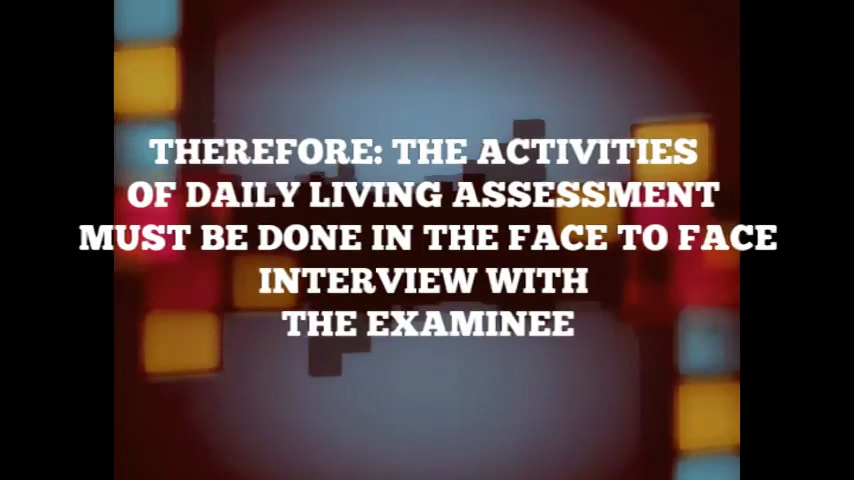 THEREFORE: THE ACTIVITIES
OF DAILY LIVING ASSESSMENT
MUST BE DONE IN THE FACE TO FACE
INTERVIEW WITH
THE EXAMINEE